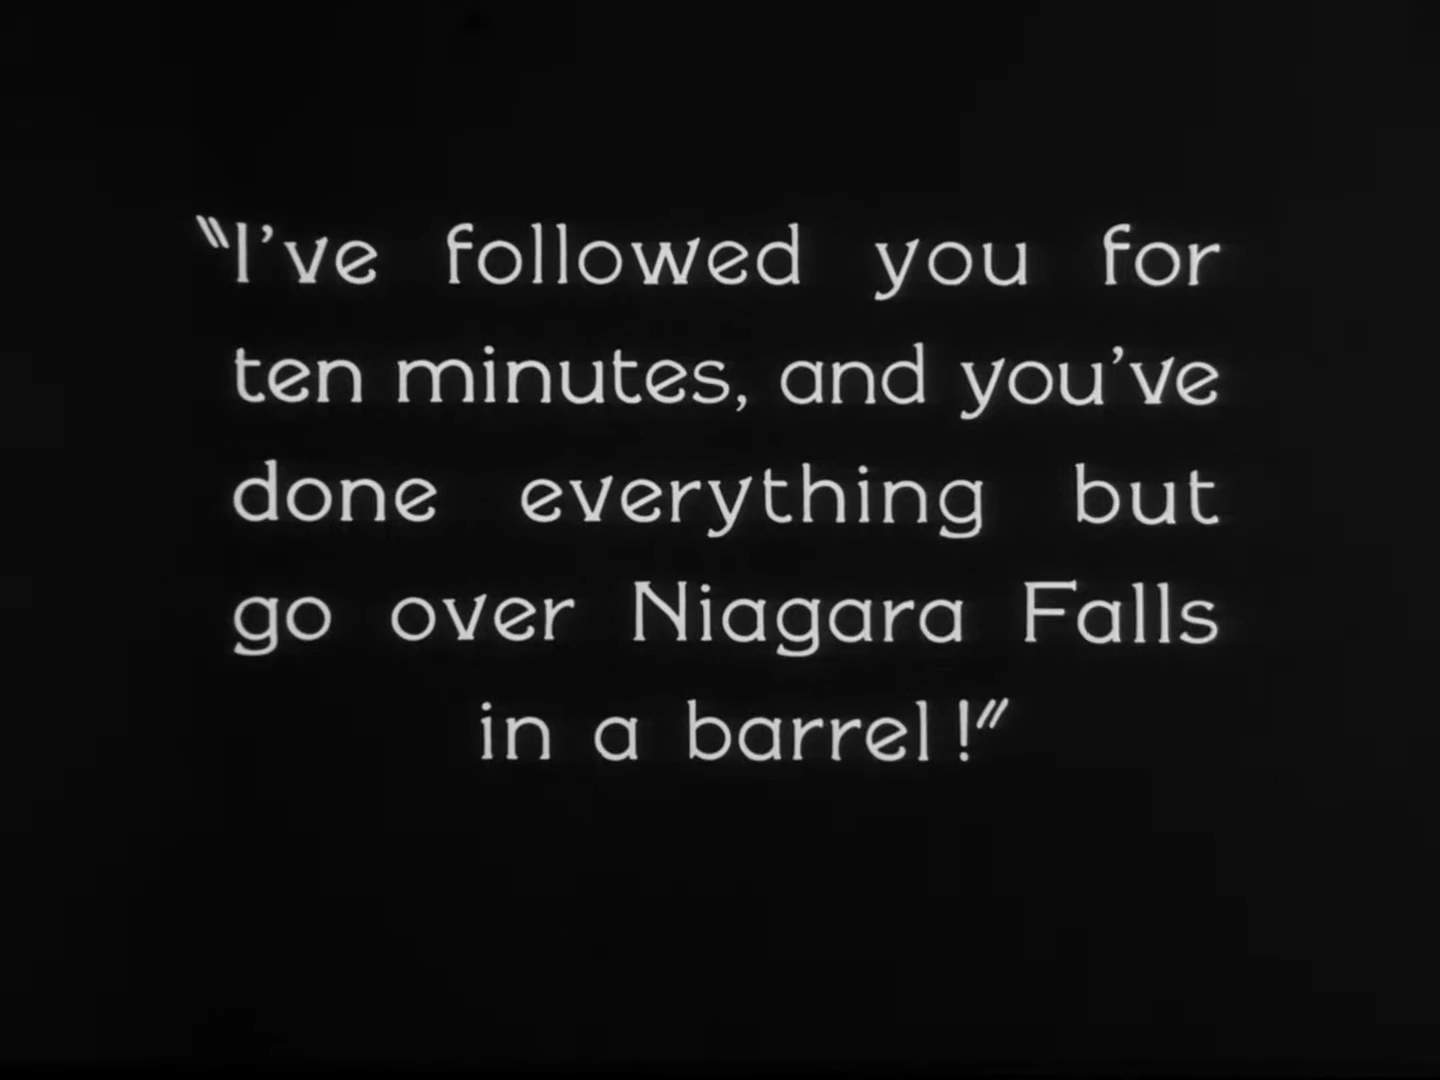 "I've followed you for
ten minutes, and you've
done everything but
go over Niagara Falls
in a barrel!"